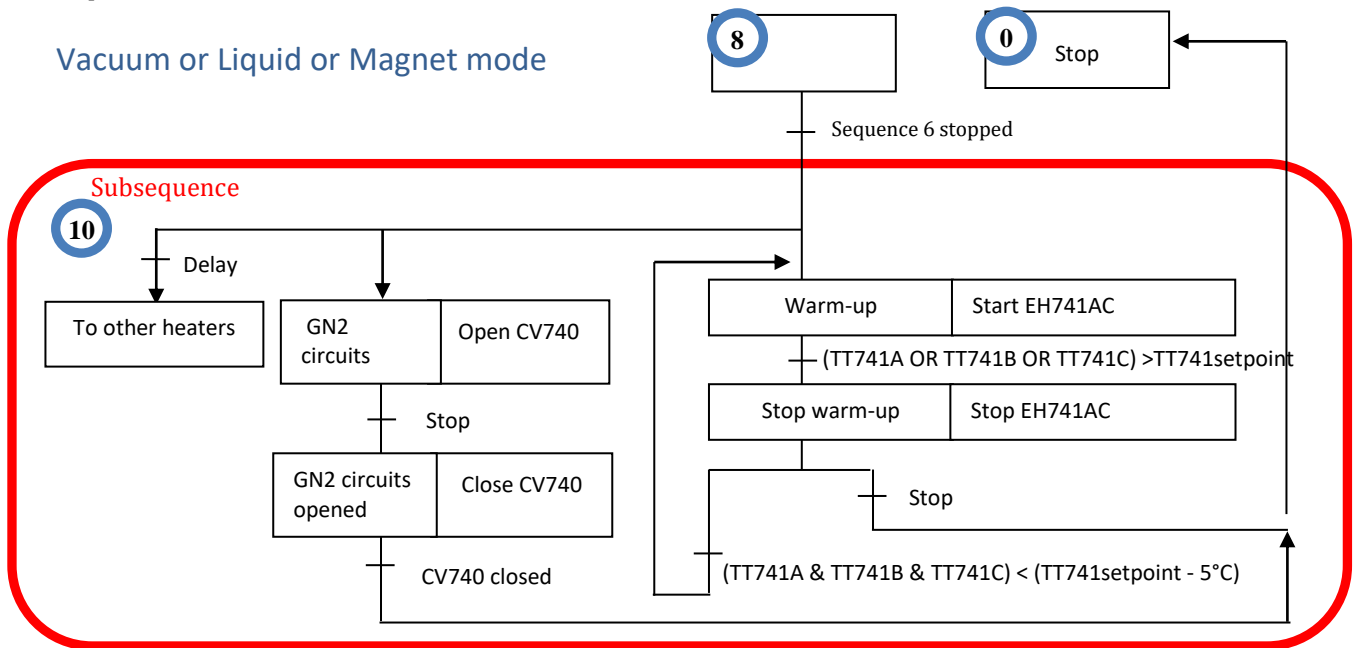 8
0
Stop
Vacuum or Liquid or Magnet mode
Sequence 6 stopped
Subsequence
10
Delay
To other heaters
GN2
circuits
Open CV740
Warm-up
Start EH741AC
(TT741A OR TT741B OR TT741C) >TT741setpoint
Stop
Stop warm-up
Stop EH741AC
GN2 circuits
opened
Close CV740
Stop
CV740 closed
(TT741A & TT741B & TT741C) < (TT741setpoint - 5°C)